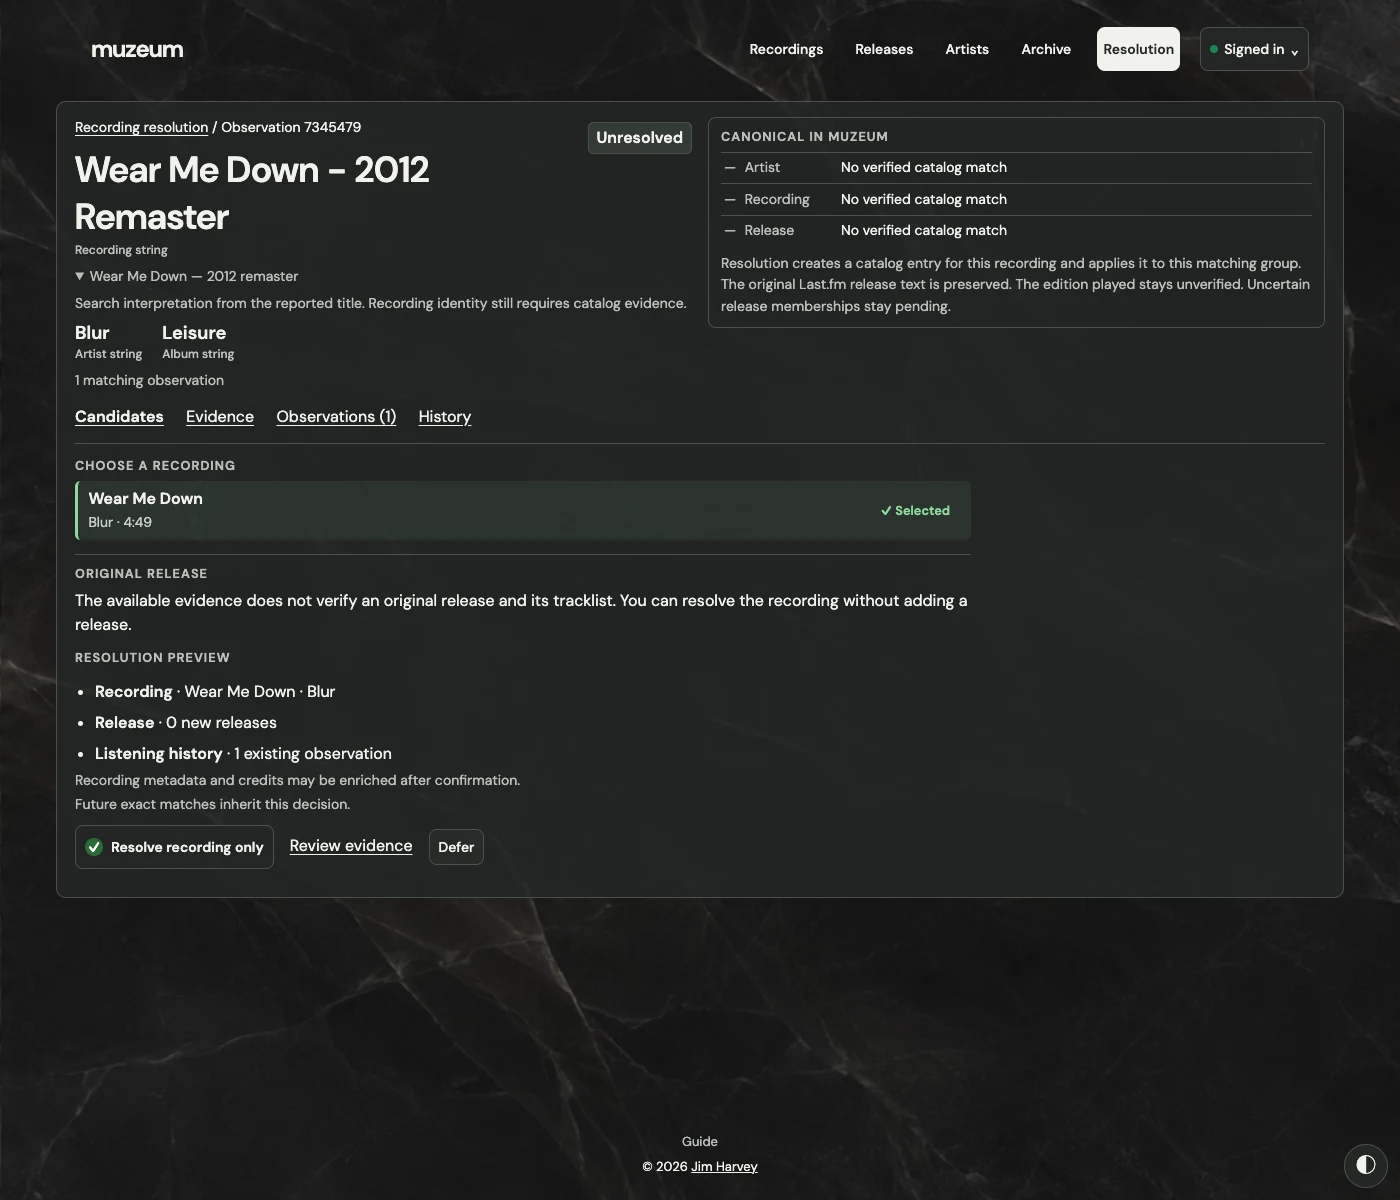 muzeum
Recordings
Releases
Artists
Archive
Resolution
Signed in
Recording resolution / Observation 7345479
Unresolved
Wear Me Down – 2012
Remaster
Recording string
▼ Wear Me Down — 2012 remaster
Search interpretation from the reported title. Recording identity still requires catalog evidence.
Blur
Artist string
Leisure
Album string
1 matching observation
CANONICAL IN MUZEUM
— Artist No verified catalog match
— Recording No verified catalog match
— Release No verified catalog match
Resolution creates a catalog entry for this recording and applies it to this matching group.
The original Last.fm release text is preserved. The edition played stays unverified. Uncertain
release memberships stay pending.
Candidates
Evidence
Observations (1)
History
CHOOSE A RECORDING
Wear Me Down
Blur · 4:49
✓ Selected
ORIGINAL RELEASE
The available evidence does not verify an original release and its tracklist. You can resolve the recording without adding a
release.
RESOLUTION PREVIEW
• Recording · Wear Me Down · Blur
• Release · 0 new releases
• Listening history · 1 existing observation
Recording metadata and credits may be enriched after confirmation.
Future exact matches inherit this decision.
Resolve recording only
Review evidence
Defer
Guide
© 2026 Jim Harvey